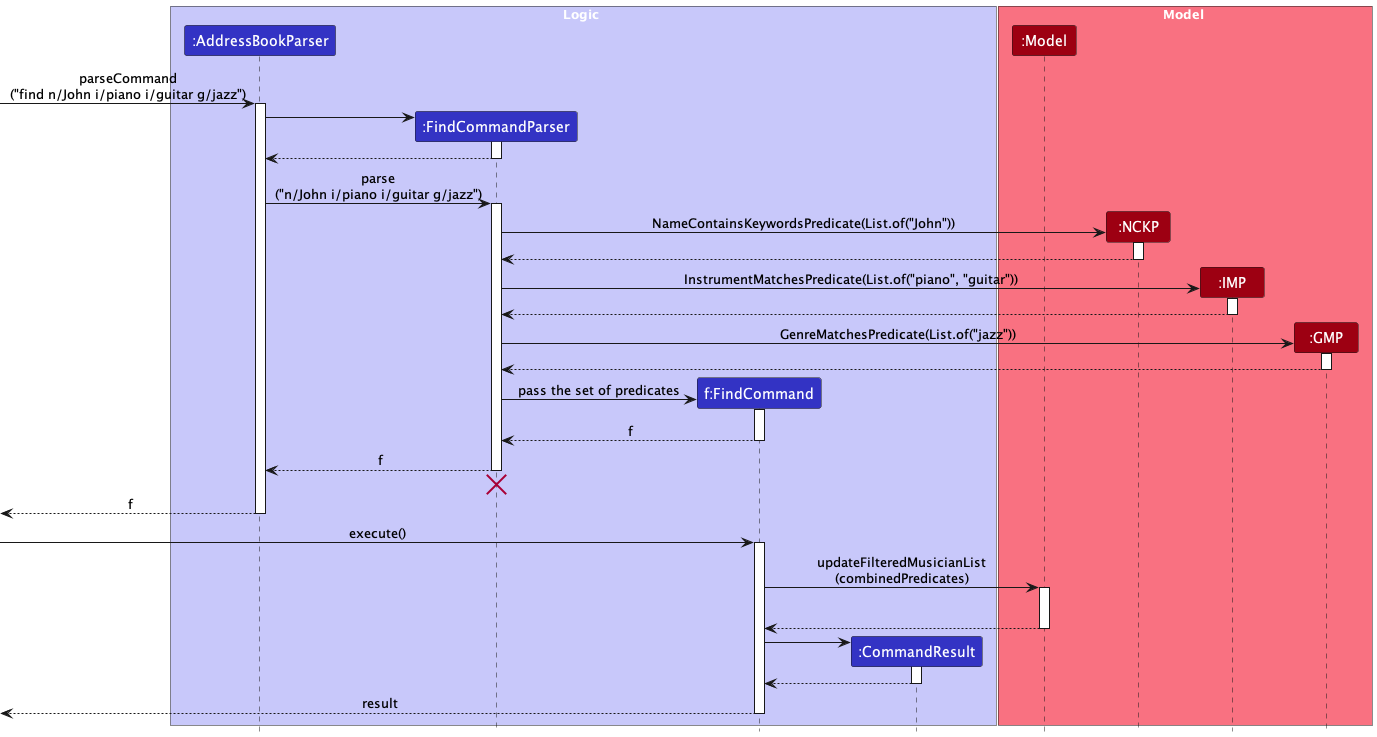 Logic
Model
:AddressBookParser
:Model
parseCommand
("find n/John i/piano i/guitar g/jazz")
:FindCommandParser
parse
("n/John i/piano i/guitar g/jazz")
NameContainsKeywordsPredicate(List.of("John"))
:NCKP
InstrumentMatchesPredicate(List.of("piano", "guitar"))
:IMP
GenreMatchesPredicate(List.of("jazz"))
:GMP
pass the set of predicates
f:FindCommand
f
f
f
execute()
updateFilteredMusicianList
(combinedPredicates)
:CommandResult
result